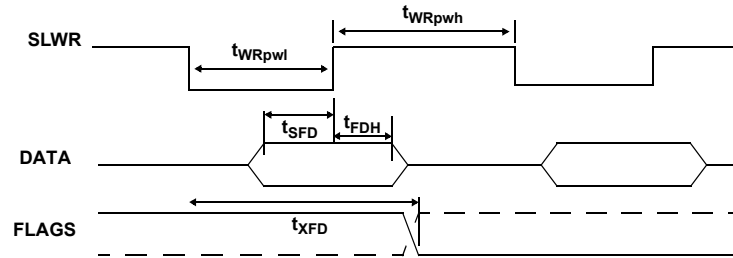 SLWR
tWRpwl
tWRpwh
DATA
tSFD
tFDH
FLAGS
tXFD